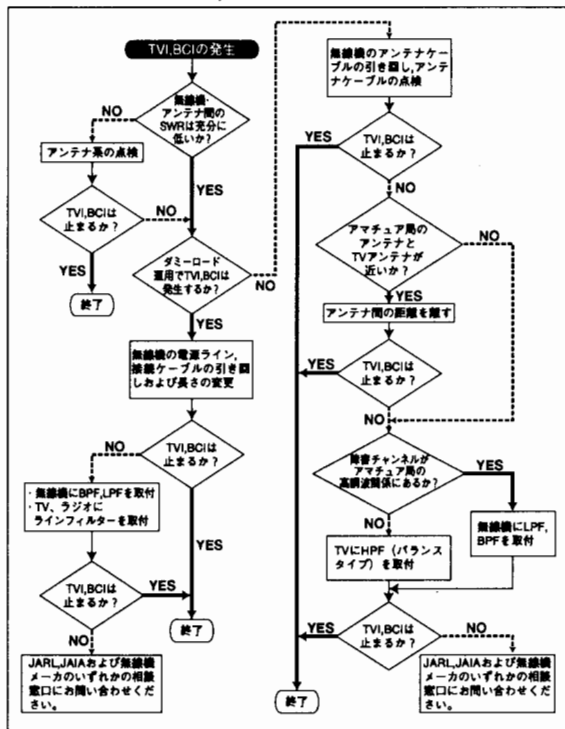 TVI,BCIの発生
無線機・
アンテナ間の
SWRは充分に
低いか?
NO
アンテナ系の点検
YES
TVI,BCIは
止まるか?
NO
YES
終了
ダミーロード
運用でTVI,BCIは
発生するか?
NO
YES
無線機の電源ライン,
接続ケーブルの引き回
しおよび長さの変更
TVI,BCIは
止まるか?
NO
・無線機にBPF,LPFを取付
・TV、ラジオに
ラインフィルターを取付
YES
TVI,BCIは
止まるか?
YES
終了
NO
JARL,JAIAおよび無線機
メーカのいずれかの相談
窓口にお問い合わせくだ
さい。
無線機のアンテナケー
ブルの引き回し,アンテ
ナケーブルの点検
TVI,BCIは
止まるか?
YES
NO
アマチュア局の
アンテナと
TVアンテナが
近いか?
NO
YES
アンテナ間の距離を離す
TVI,BCIは
止まるか?
YES
NO
障害チャンネルが
アマチュア局の
高調波関係にあるか?
YES
NO
無線機にLPF,
BPFを取付
TVにHPF(バランス
タイプ)を取付
TVI,BCIは
止まるか?
YES
NO
終了
JARL,JAIAおよび無線機
メーカのいずれかの相談
窓口にお問い合わせくだ
さい。